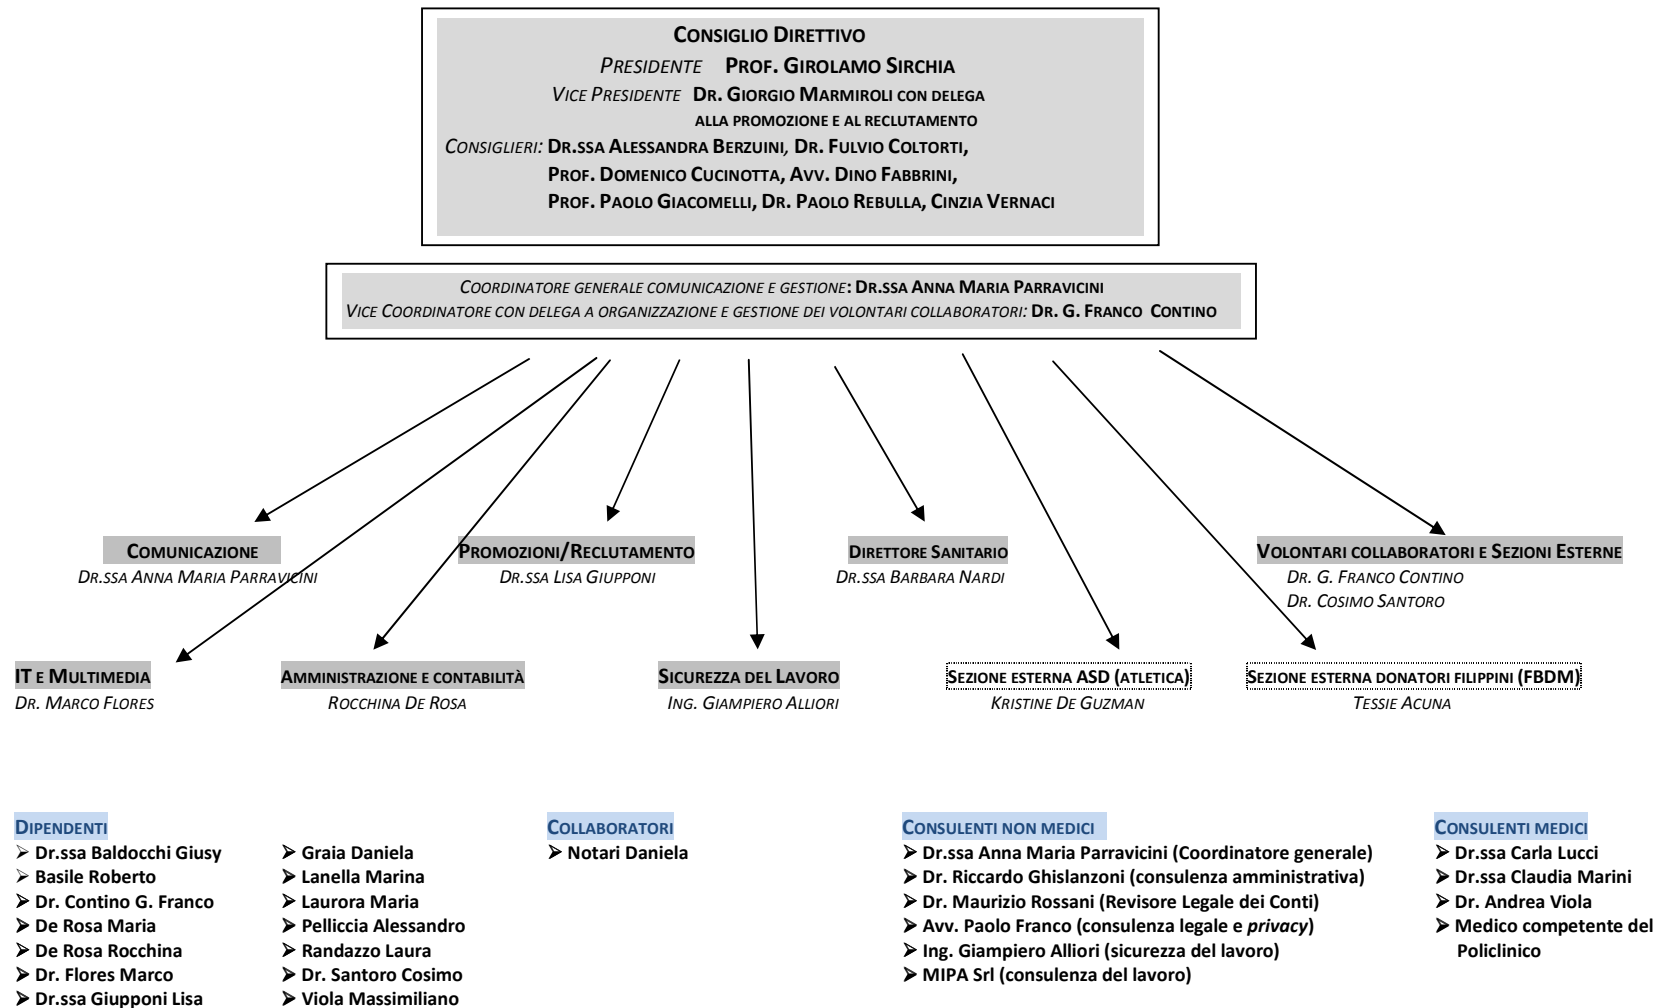 CONSIGLIO DIRETTIVO
PRESIDENTE PROF. GIROLAMO SIRCHIA
VICE PRESIDENTE DR. GIORGIO MARMIROLI CON DELEGA
ALLA PROMOZIONE E AL RECLUTAMENTO
CONSIGLIERI: DR.SSA ALESSANDRA BERZUINI, DR. FULVIO COLTORTI,
PROF. DOMENICO CUCINOTTA, AVV. DINO FABBRINI,
PROF. PAOLO GIACOMELLI, DR. PAOLO REBULLA, CINZIA VERNACI
COORDINATORE GENERALE COMUNICAZIONE E GESTIONE: DR.SSA ANNA MARIA PARRAVICINI
VICE COORDINATORE CON DELEGA A ORGANIZZAZIONE E GESTIONE DEI VOLONTARI COLLABORATORI: DR. G. FRANCO CONTINO
COMUNICAZIONE
DR.SSA ANNA MARIA PARRAVICINI
PROMOZIONI/RECLUTAMENTO
DR.SSA LISA GIUPPONI
DIRETTORE SANITARIO
DR.SSA BARBARA NARDI
VOLONTARI COLLABORATORI E SEZIONI ESTERNE
DR. G. FRANCO CONTINO
DR. COSIMO SANTORO
IT E MULTIMEDIA
DR. MARCO FLORES
AMMINISTRAZIONE E CONTABILITÀ
ROCCHINA DE ROSA
SICUREZZA DEL LAVORO
ING. GIAMPIERO ALLIORI
SEZIONE ESTERNA ASD (ATLETICA)
KRISTINE DE GUZMAN
SEZIONE ESTERNA DONATORI FILIPPINI (FBDM)
TESSIE ACUNA
DIPENDENTI
➢ Dr.ssa Baldocchi Giusy
➢ Basile Roberto
➢ Dr. Contino G. Franco
➢ De Rosa Maria
➢ De Rosa Rocchina
➢ Dr. Flores Marco
➢ Dr.ssa Giupponi Lisa
➢ Graia Daniela
➢ Lanella Marina
➢ Laurora Maria
➢ Pelliccia Alessandro
➢ Randazzo Laura
➢ Dr. Santoro Cosimo
➢ Viola Massimiliano
COLLABORATORI
➢ Notari Daniela
CONSULENTI NON MEDICI
➢ Dr.ssa Anna Maria Parravicini (Coordinatore generale)
➢ Dr. Riccardo Ghislanzoni (consulenza amministrativa)
➢ Dr. Maurizio Rossani (Revisore Legale dei Conti)
➢ Avv. Paolo Franco (consulenza legale e privacy)
➢ Ing. Giampiero Alliori (sicurezza del lavoro)
➢ MIPA Srl (consulenza del lavoro)
CONSULENTI MEDICI
➢ Dr.ssa Carla Lucci
➢ Dr.ssa Claudia Marini
➢ Dr. Andrea Viola
➢ Medico competente del
Policlinico